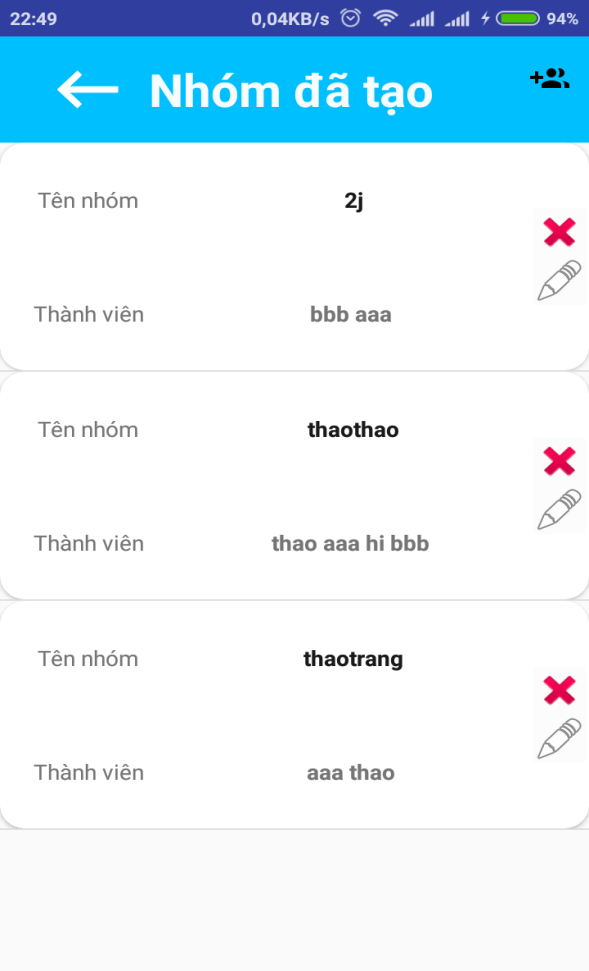 22:49 0,04KB/s 94%
Nhóm đã tạo
Tên nhóm 2j
Thành viên bbb aaa
Tên nhóm thaothao
Thành viên thao aaa hi bbb
Tên nhóm thaotrang
Thành viên aaa thao